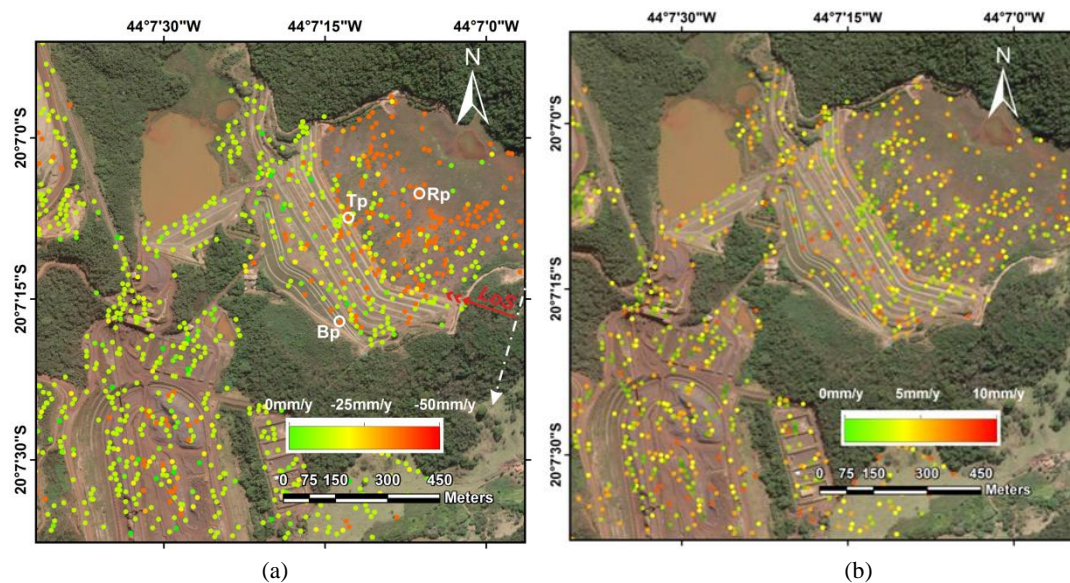 44°7'30"W 44°7'15"W 44°7'0"W
N
20°7'0"S
20°7'15"S
20°7'30"S
Rp
Tp
Bp
Los
0mm/y -25mm/y -50mm/y
0 75 150 300 450
Meters
(a)
44°7'30"W 44°7'15"W 44°7'0"W
N
20°7'0"S
20°7'15"S
20°7'30"S
0mm/y 5mm/y 10mm/y
0 75 150 300 450
Meters
(b)